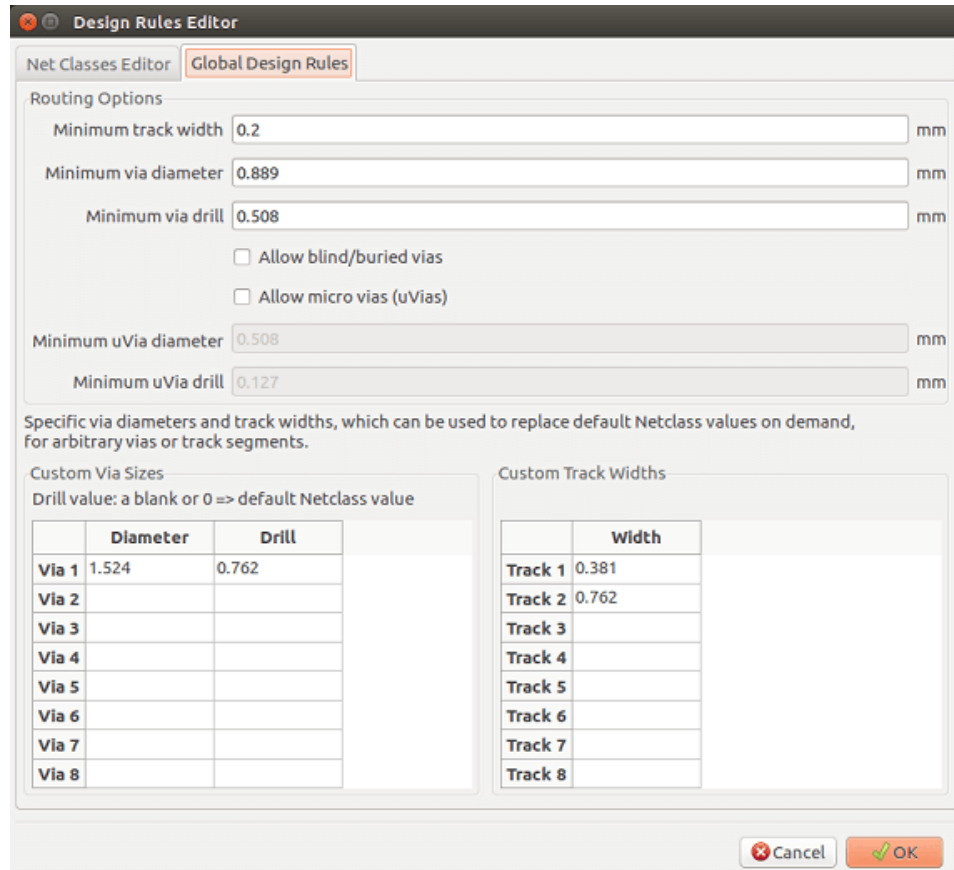 Design Rules Editor
Net Classes Editor Global Design Rules
Routing Options
Minimum track width 0.2 mm
Minimum via diameter 0.889 mm
Minimum via drill 0.508 mm
Allow blind/buried vias
Allow micro vias (uVias)
Minimum uVia diameter 0.508 mm
Minimum uVia drill 0.127 mm
Specific via diameters and track widths, which can be used to replace default Netclass values on demand,
for arbitrary vias or track segments.
Custom Via Sizes
Drill value: a blank or 0 => default Netclass value
Diameter Drill
Via 1 1.524 0.762
Via 2
Via 3
Via 4
Via 5
Via 6
Via 7
Via 8
Custom Track Widths
Width
Track 1 0.381
Track 2 0.762
Track 3
Track 4
Track 5
Track 6
Track 7
Track 8
Cancel OK